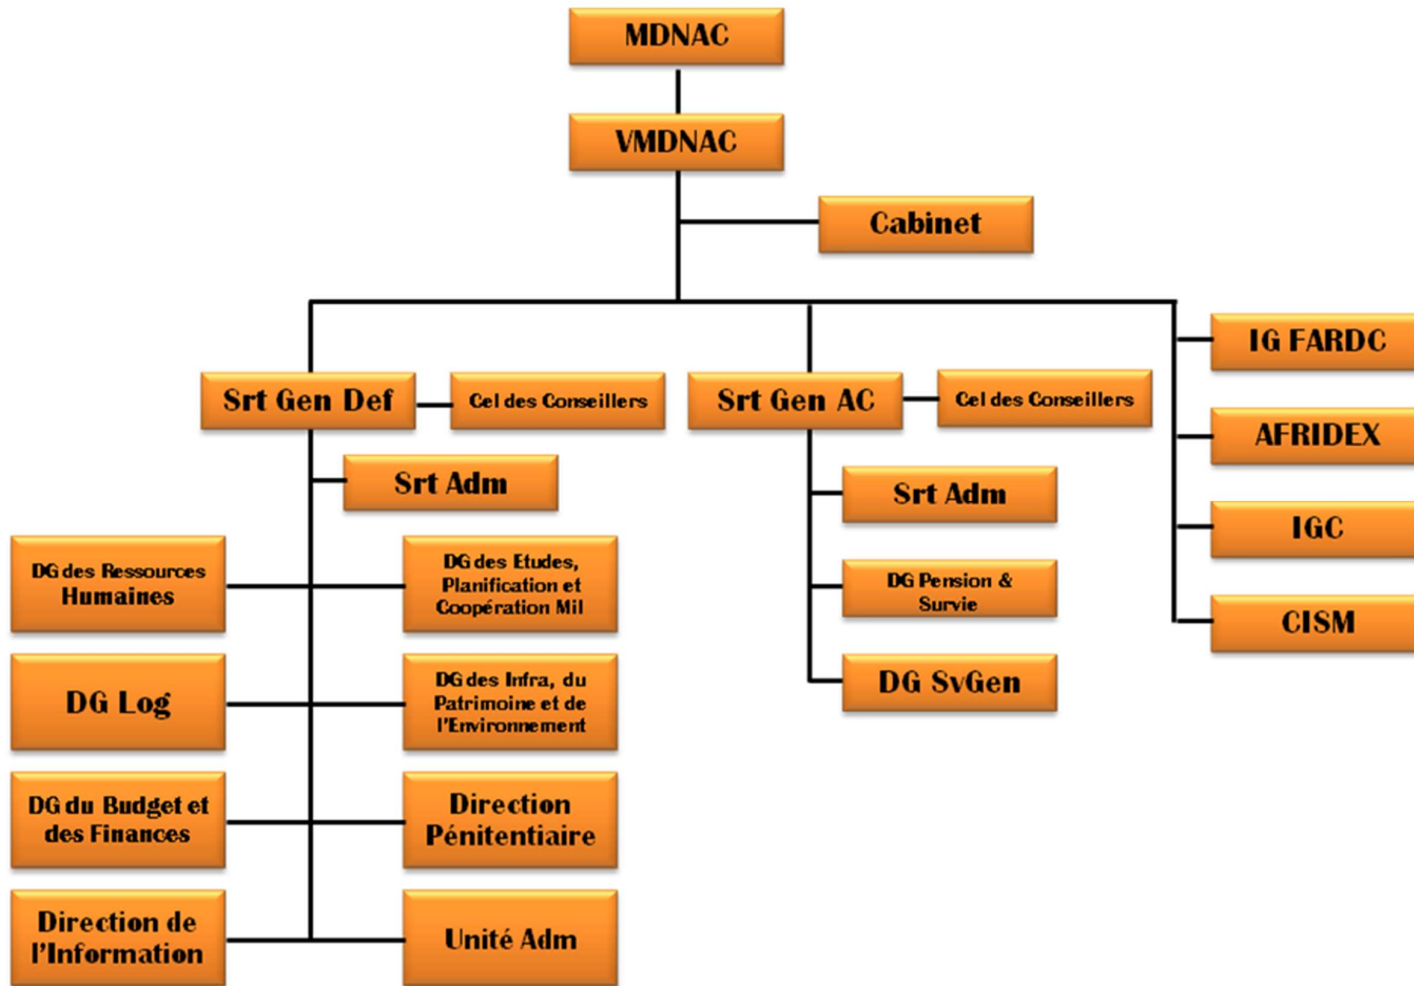 MDNAC
VMDNAC
Cabinet
Srt Gen Def
Cel des Conseillers
Srt Adm
DG des Ressources
Humaines
DG des Etudes,
Planification et
Coopération Mil
DG Log
DG des Infra, du
Patrimoine et de
l'Environnement
DG du Budget et
des Finances
Direction
Pénitentiaire
Direction de
l'Information
Unité Adm
Srt Gen AC
Cel des Conseillers
Srt Adm
DG Pension &
Survie
DG SvGen
IG FARDC
AFRIDEX
IGC
CISM